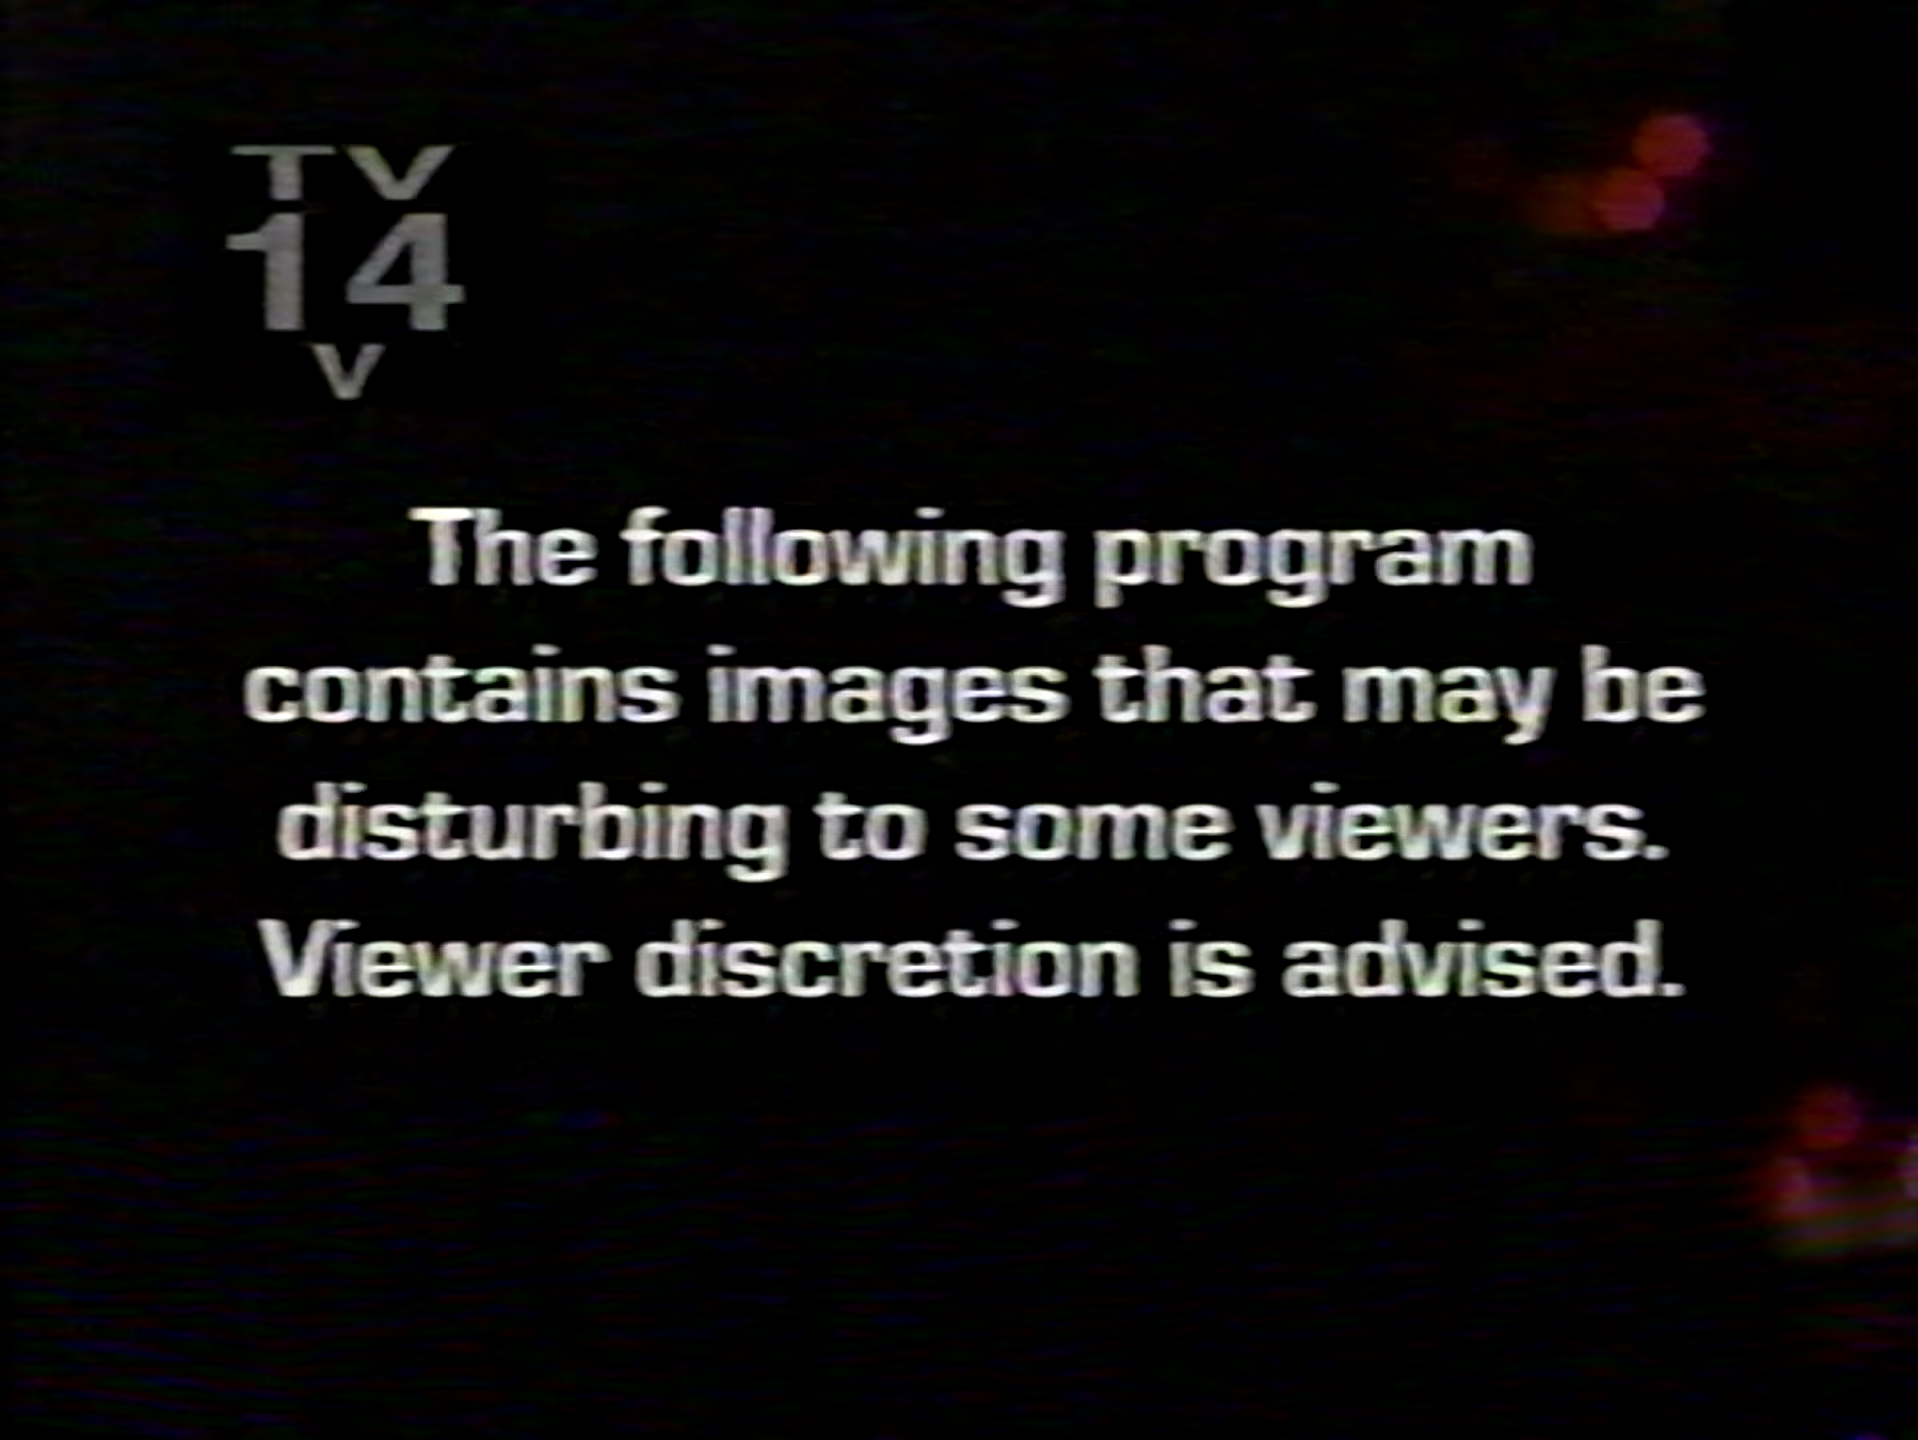 TV
14
V
The following program
contains images that may be
disturbing to some viewers.
Viewer discretion is advised.